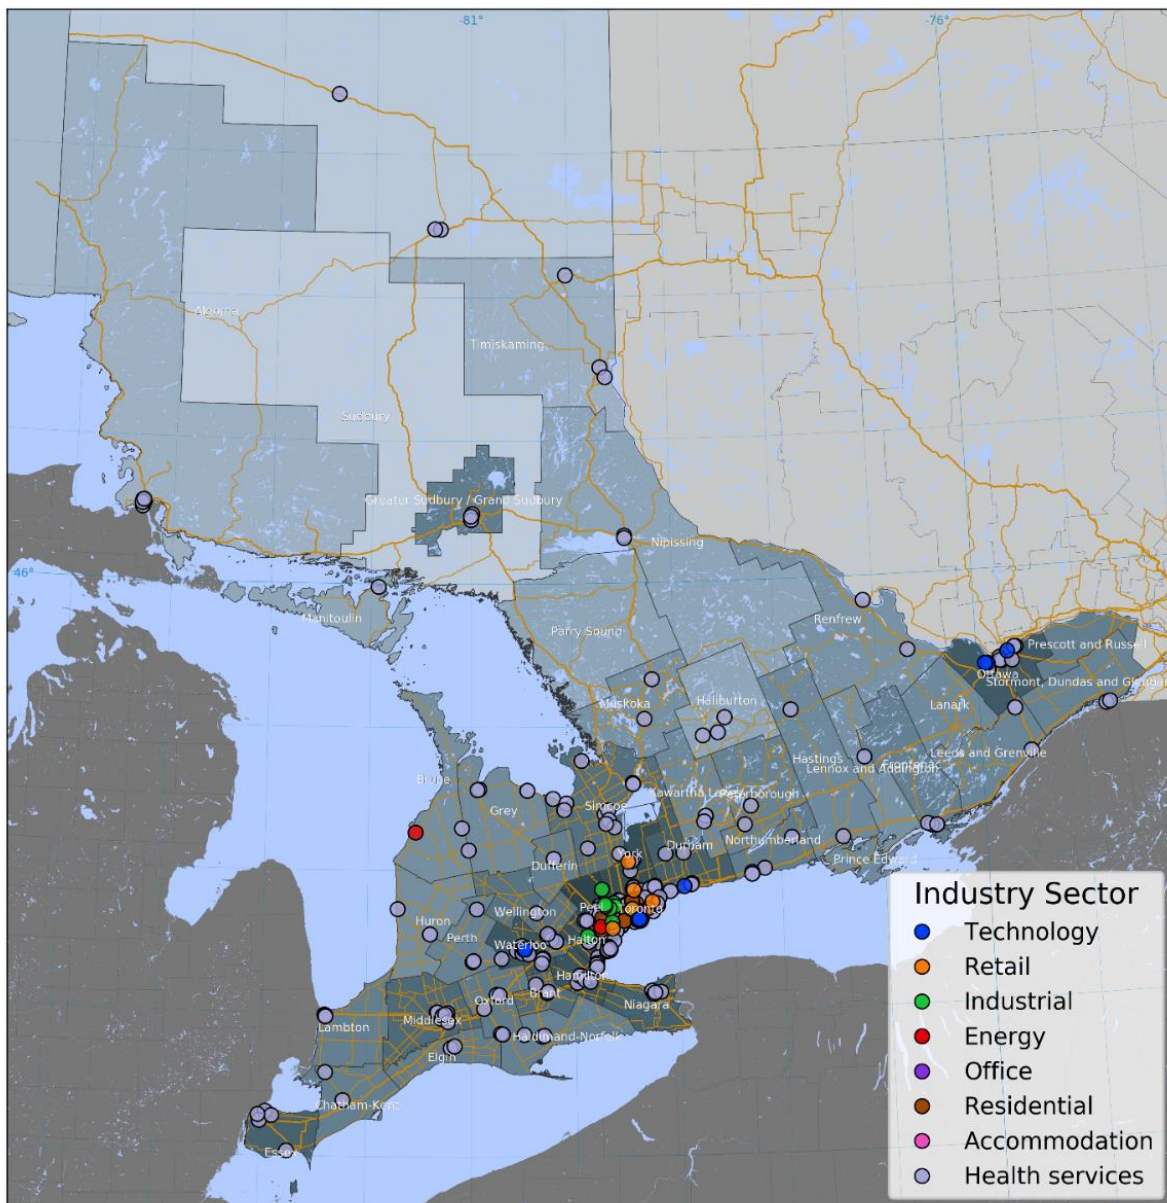 -81°
-76°
Algoma
Timiskaming
Sudbury
Greater Sudbury / Grand Sudbury
Nipissing
46°
Manitoulin
Parry Sound
Renfrew
Prescott and Russell
Ottawa
Stormont, Dundas and Glengar
Muskoka
Haliburton
Lanark
Leeds and Grenville
Hastings
Frontenac
Lennox and Addington
Bruce
Grey
Simcoe
Kawartha La
Peterborough
York
Durham
Northumberland
Prince Edward
Dufferin
Peel
Toronto
Wellington
Huron
Perth
Waterloo
Halton
Hamilton
Brant
Oxford
Niagara
Middlesex
Lambton
Haldimand-Norfolk
Elgin
Chatham-Kent
Essex
Industry Sector
Technology
Retail
Industrial
Energy
Office
Residential
Accommodation
Health services